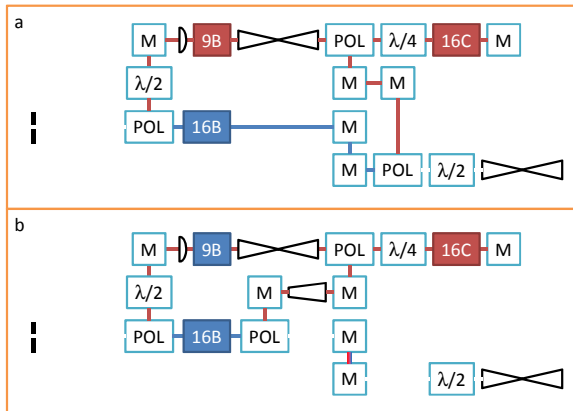 a
M 9B POL λ/4 16C M
λ/2 M M
POL 16B M
M POL λ/2
b
M 9B POL λ/4 16C M
λ/2 M M
POL 16B POL M
M λ/2